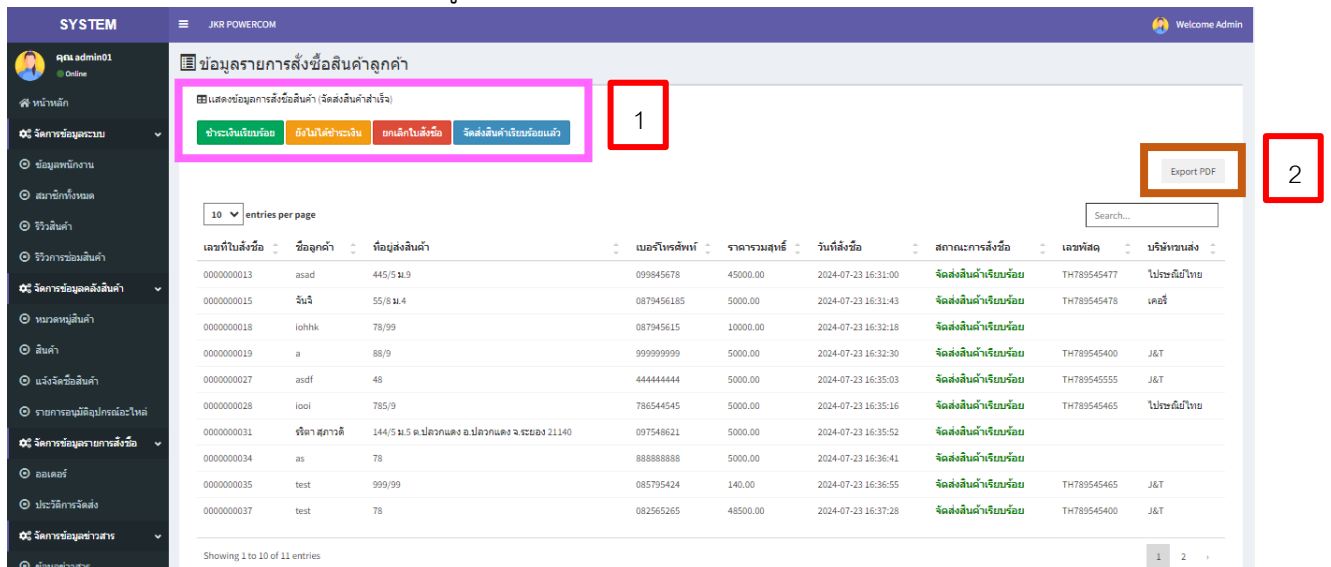 SYSTEM
JKR POWERCOM
Welcome Admin
คุณ admin01
Online
หน้าหลัก
จัดการข้อมูลระบบ
ข้อมูลพนักงาน
สมาชิกทั้งหมด
รีวิวสินค้า
รีวิวการซ่อมสินค้า
จัดการข้อมูลคลังสินค้า
หมวดหมู่สินค้า
สินค้า
แจ้งจัดซื้อสินค้า
รายการอนุมัติอุปกรณ์อะไหล่
จัดการข้อมูลรายการสั่งซื้อ
ออเดอร์
ประวัติการจัดส่ง
จัดการข้อมูลข่าวสาร
ข้อมูลรายการสั่งซื้อสินค้าลูกค้า
แสดงข้อมูลการสั่งซื้อสินค้า (จัดส่งสินค้าสำเร็จ)
ชำระเงินเรียบร้อย ยังไม่ได้ชำระเงิน ยกเลิกใบสั่งซื้อ จัดส่งสินค้าเรียบร้อยแล้ว
1
Export PDF
2
10 entries per page
Search...
เลขที่ใบสั่งซื้อ ชื่อลูกค้า ที่อยู่ส่งสินค้า เบอร์โทรศัพท์ ราคารวมสุทธิ์ วันที่สั่งซื้อ สถานะการสั่งซื้อ เลขพัสดุ บริษัทขนส่ง
0000000013 asad 445/5 ม.9 099845678 45000.00 2024-07-23 16:31:00 จัดส่งสินค้าเรียบร้อย TH789545477 ไปรษณีย์ไทย
0000000015 จันจิ 55/8 ม.4 0879456185 5000.00 2024-07-23 16:31:43 จัดส่งสินค้าเรียบร้อย TH789545478 เคอรี่
0000000018 iohhk 78/99 087945615 10000.00 2024-07-23 16:32:18 จัดส่งสินค้าเรียบร้อย
0000000019 a 88/9 999999999 5000.00 2024-07-23 16:32:30 จัดส่งสินค้าเรียบร้อย TH789545400 J&T
0000000027 asdf 48 444444444 5000.00 2024-07-23 16:35:03 จัดส่งสินค้าเรียบร้อย TH789545555 J&T
0000000028 iooi 785/9 786544545 5000.00 2024-07-23 16:35:16 จัดส่งสินค้าเรียบร้อย TH789545465 ไปรษณีย์ไทย
0000000031 สุภาวดี 144/5 ม.5 ต.ปลวกแดง อ.ปลวกแดง จ.ระยอง 21140 097548621 5000.00 2024-07-23 16:35:52 จัดส่งสินค้าเรียบร้อย
0000000034 as 78 888888888 5000.00 2024-07-23 16:36:41 จัดส่งสินค้าเรียบร้อย
0000000035 test 999/99 085795424 140.00 2024-07-23 16:36:55 จัดส่งสินค้าเรียบร้อย TH789545465 J&T
0000000037 test 78 082565265 48500.00 2024-07-23 16:37:28 จัดส่งสินค้าเรียบร้อย TH789545400 J&T
Showing 1 to 10 of 11 entries
1 2 ›